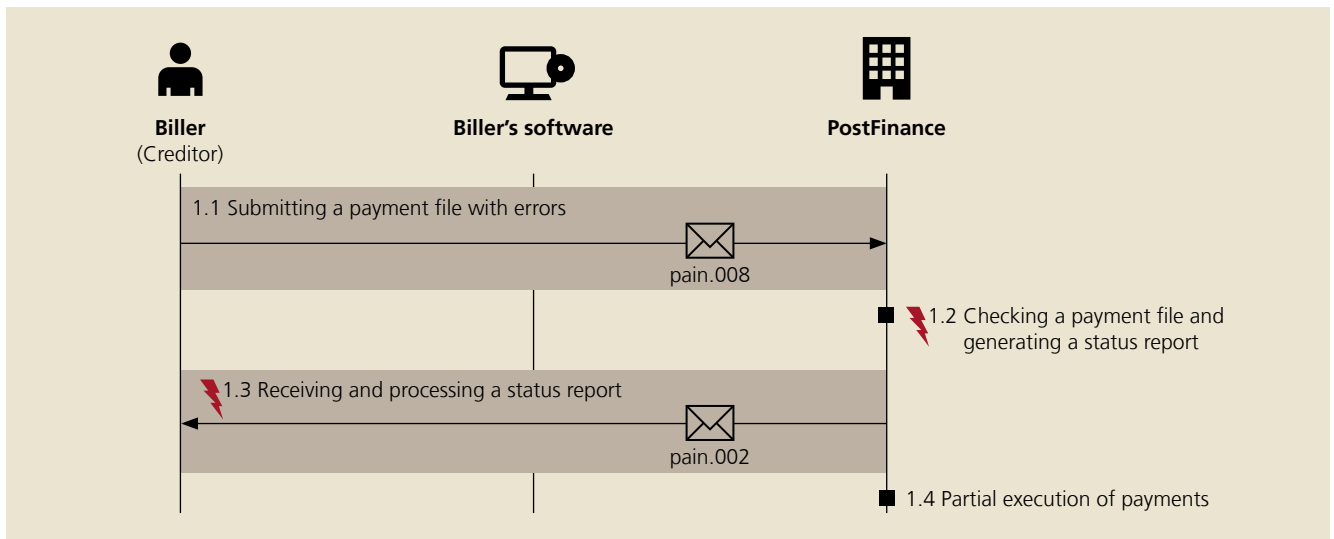 Biller
(Creditor)
Biller's software
PostFinance
1.1 Submitting a payment file with errors
pain.008
1.2 Checking a payment file and
generating a status report
1.3 Receiving and processing a status report
pain.002
1.4 Partial execution of payments